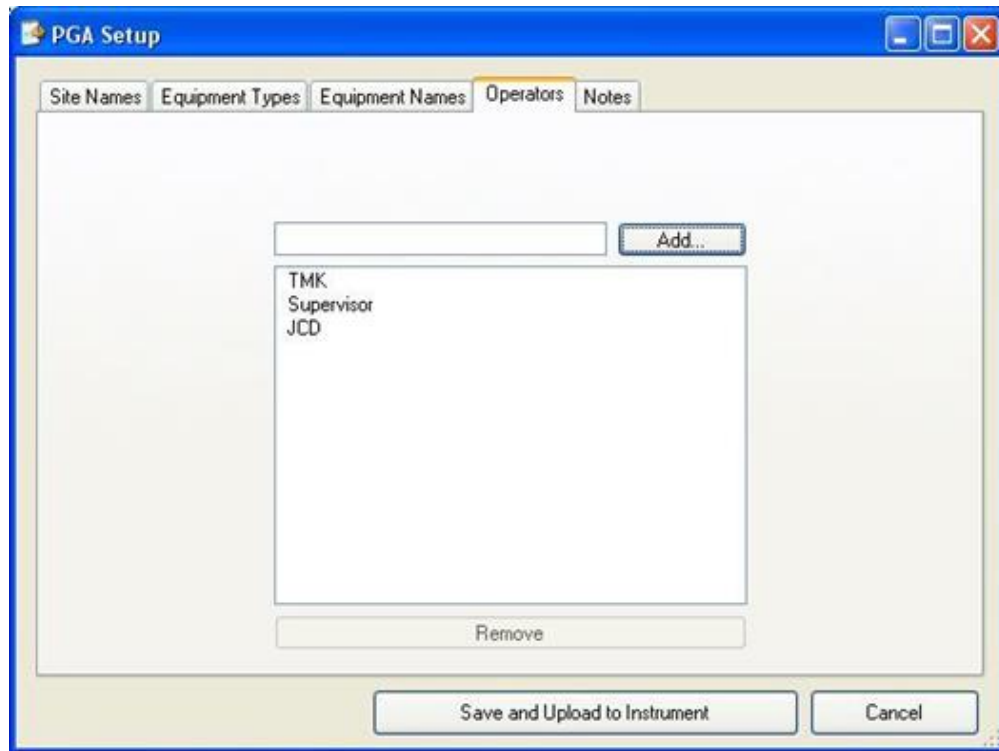 PGA Setup
Site Names Equipment Types Equipment Names Operators Notes
Add...
TMK
Supervisor
JCD
Remove
Save and Upload to Instrument Cancel